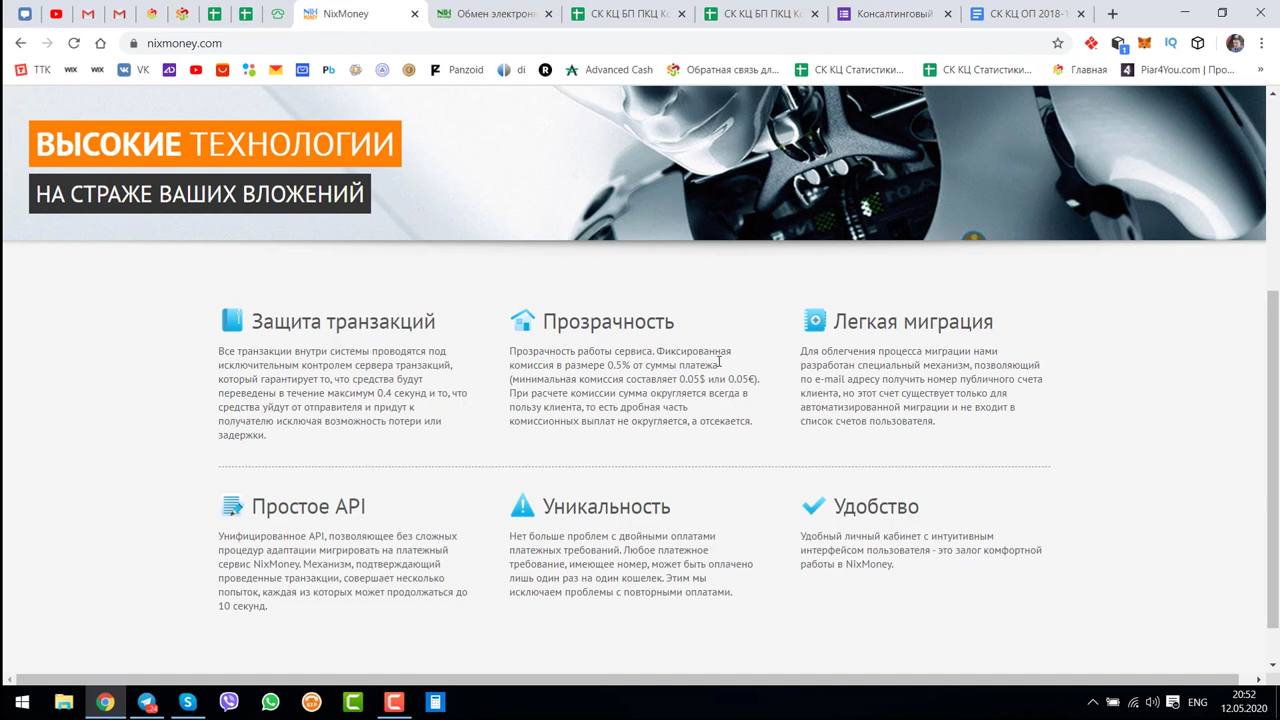 NixMoney
Обмен электронн
СК КЦ БП ПКЦ Ко
СК КЦ БП ПКЦ Ко
Консалтинговый
СК КЦ ОП 2018-1
nixmoney.com
1
IQ
ТТК
WIX
WIX
VK
Pb
Panzoid
di
Advanced Cash
Обратная связь дл...
СК КЦ Статистики...
СК КЦ Статистики...
Главная
Piar4You.com | Про...
»
ВЫСОКИЕ ТЕХНОЛОГИИ
НА СТРАЖЕ ВАШИХ ВЛОЖЕНИЙ
Защита транзакций
Все транзакции внутри системы проводятся под
исключительным контролем сервера транзакций,
который гарантирует то, что средства будут
переведены в течение максимум 0.4 секунд и то, что
средства уйдут от отправителя и придут к
получателю исключая возможность потери или
задержки.
Прозрачность
Прозрачность работы сервиса. Фиксированная
комиссия в размере 0.5% от суммы платежа
(минимальная комиссия составляет 0.05$ или 0.05€).
При расчете комиссии сумма округляется всегда в
пользу клиента, то есть дробная часть
комиссионных выплат не округляется, а отсекается.
Легкая миграция
Для облегчения процесса миграции нами
разработан специальный механизм, позволяющий
по e-mail адресу получить номер публичного счета
клиента, но этот счет существует только для
автоматизированной миграции и не входит в
список счетов пользователя.
Простое API
Унифицированное API, позволяющее без сложных
процедур адаптации мигрировать на платежный
сервис NixMoney. Механизм, подтверждающий
проведенные транзакции, совершает несколько
попыток, каждая из которых может продолжаться до
10 секунд.
Уникальность
Нет больше проблем с двойными оплатами
платежных требований. Любое платежное
требование, имеющее номер, может быть оплачено
лишь один раз на один кошелек. Этим мы
исключаем проблемы с повторными оплатами.
Удобство
Удобный личный кабинет с интуитивным
интерфейсом пользователя - это залог комфортной
работы в NixMoney.
24
ENG
20:52
12.05.2020